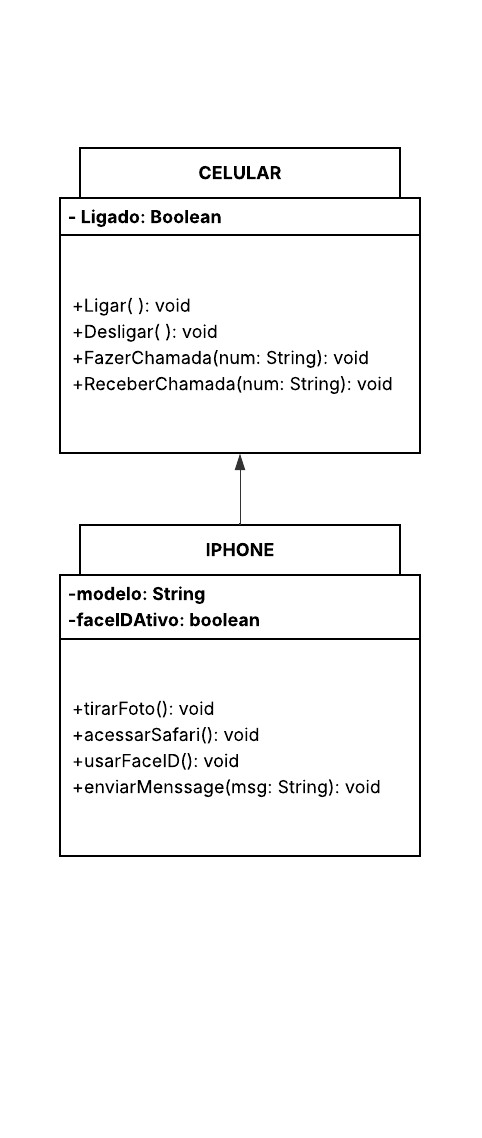 CELULAR
- Ligado: Boolean
+Ligar( ): void
+Desligar( ): void
+FazerChamada(num: String): void
+ReceberChamada(num: String): void
IPHONE
-modelo: String
-faceIDAtivo: boolean
+tirarFoto(): void
+acessarSafari(): void
+usarFaceID(): void
+enviarMenssage(msg: String): void